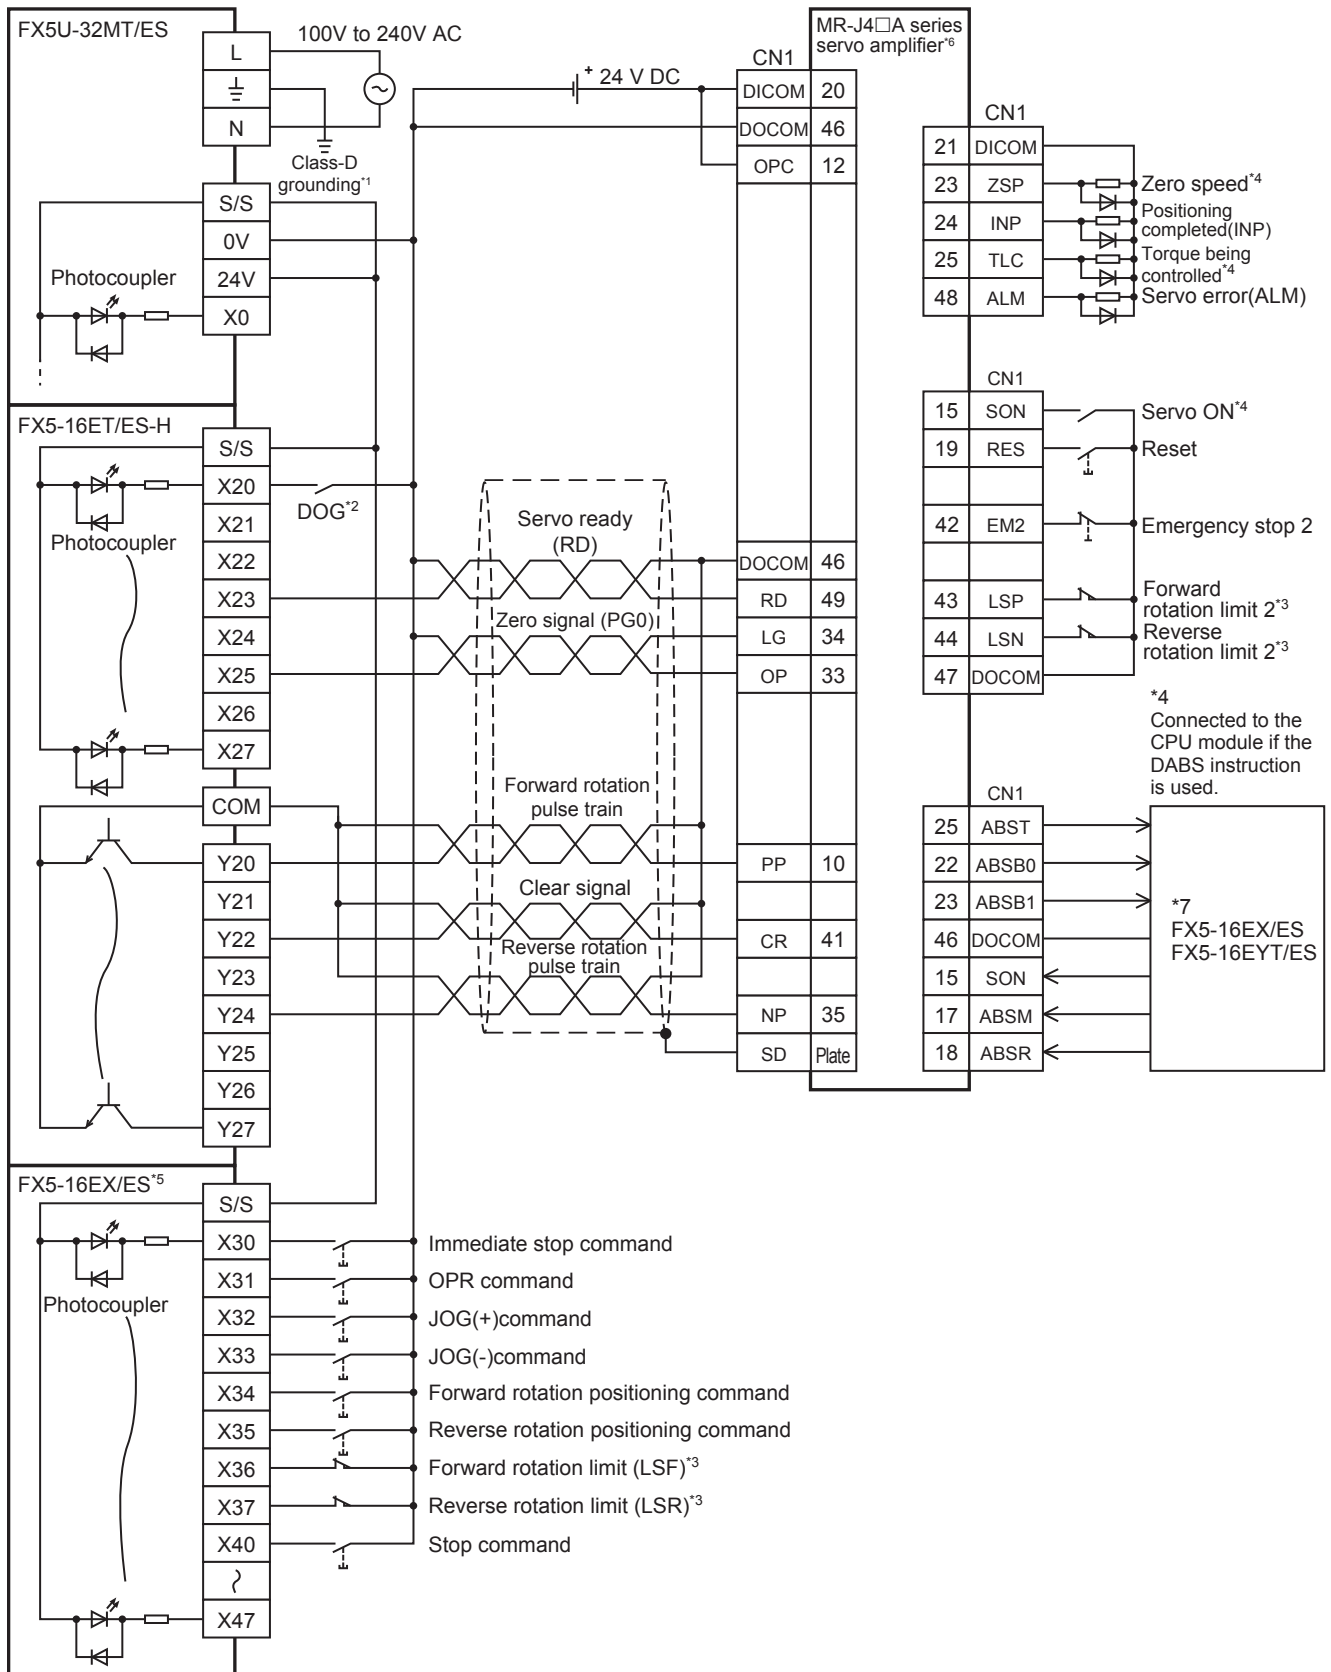 FX5U-32MT/ES
L
N
100V to 240V AC
Class-D
grounding*1
S/S
0V
24V
X0
Photocoupler
+ 24 V DC
FX5-16ET/ES-H
S/S
X20
X21
X22
X23
X24
X25
X26
X27
Photocoupler
DOG*2
COM
Y20
Y21
Y22
Y23
Y24
Y25
Y26
Y27
Servo ready
(RD)
Zero signal (PG0)
Forward rotation
pulse train
Clear signal
Reverse rotation
pulse train
FX5-16EX/ES*5
S/S
X30
X31
X32
X33
X34
X35
X36
X37
X40
X47
Photocoupler
Immediate stop command
OPR command
JOG(+)command
JOG(-)command
Forward rotation positioning command
Reverse rotation positioning command
Forward rotation limit (LSF)*3
Reverse rotation limit (LSR)*3
Stop command
MR-J4□A series
servo amplifier*6
CN1
DICOM 20
DOCOM 46
OPC 12
DOCOM 46
RD 49
LG 34
OP 33
PP 10
CR 41
NP 35
SD Plate
CN1
21 DICOM
23 ZSP
24 INP
25 TLC
48 ALM
Zero speed*4
Positioning
completed(INP)
Torque being
controlled*4
Servo error(ALM)
CN1
15 SON
19 RES
42 EM2
43 LSP
44 LSN
47 DOCOM
Servo ON*4
Reset
Emergency stop 2
Forward
rotation limit 2*3
Reverse
rotation limit 2*3
*4
Connected to the
CPU module if the
DABS instruction
is used.
CN1
25 ABST
22 ABSB0
23 ABSB1
46 DOCOM
15 SON
17 ABSM
18 ABSR
*7
FX5-16EX/ES
FX5-16EYT/ES